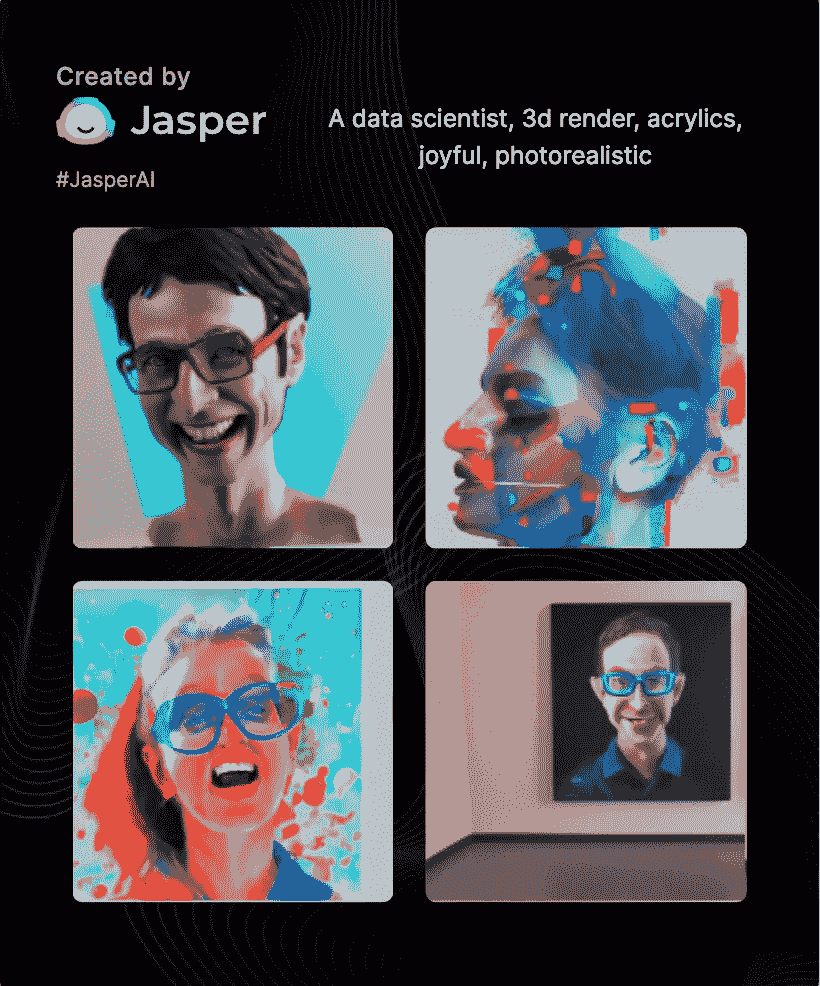 Created by
Jasper
#JasperAI
A data scientist, 3d render, acrylics,
joyful, photorealistic